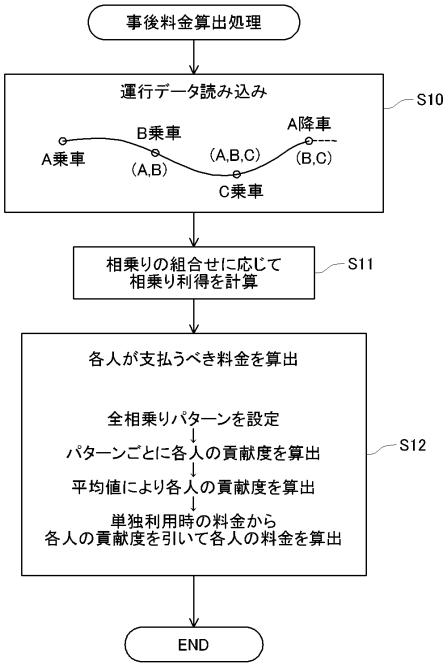 事後料金算出処理
運行データ読み込み
S10
A降車
B乗車
(A,B,C)
A乗車
(A,B)
(B,C)
C乗車
相乗りの組合せに応じて
相乗り利得を計算
S11
各人が支払うべき料金を算出
全相乗りパターンを設定
↓
パターンごとに各人の貢献度を算出
↓
平均値により各人の貢献度を算出
↓
単独利用時の料金から
各人の貢献度を引いて各人の料金を算出
S12
END